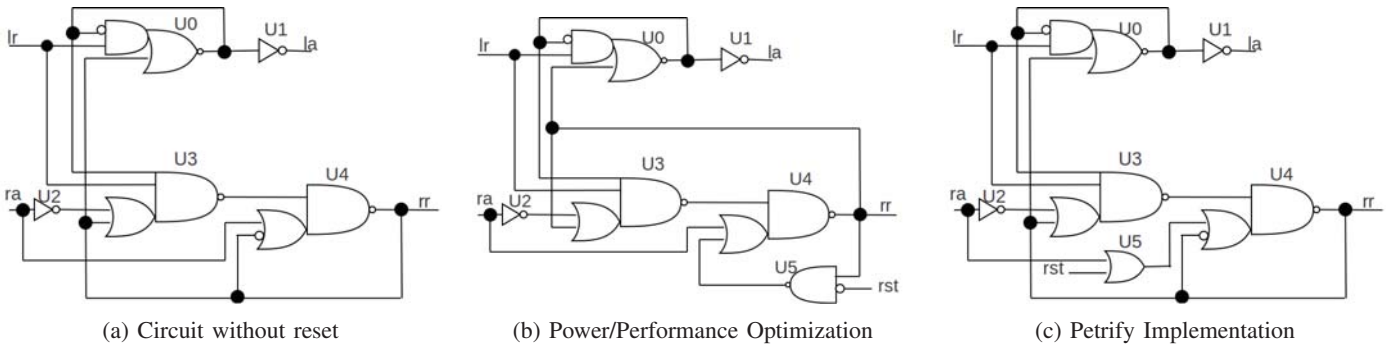 U0
U1
lr
la
U3
U4
ra
U2
rr
(a) Circuit without reset
U0
U1
lr
la
U3
U4
ra
U2
rr
U5
rst
(b) Power/Performance Optimization
U0
U1
lr
la
U3
U4
ra
U2
rr
U5
rst
(c) Petrify Implementation